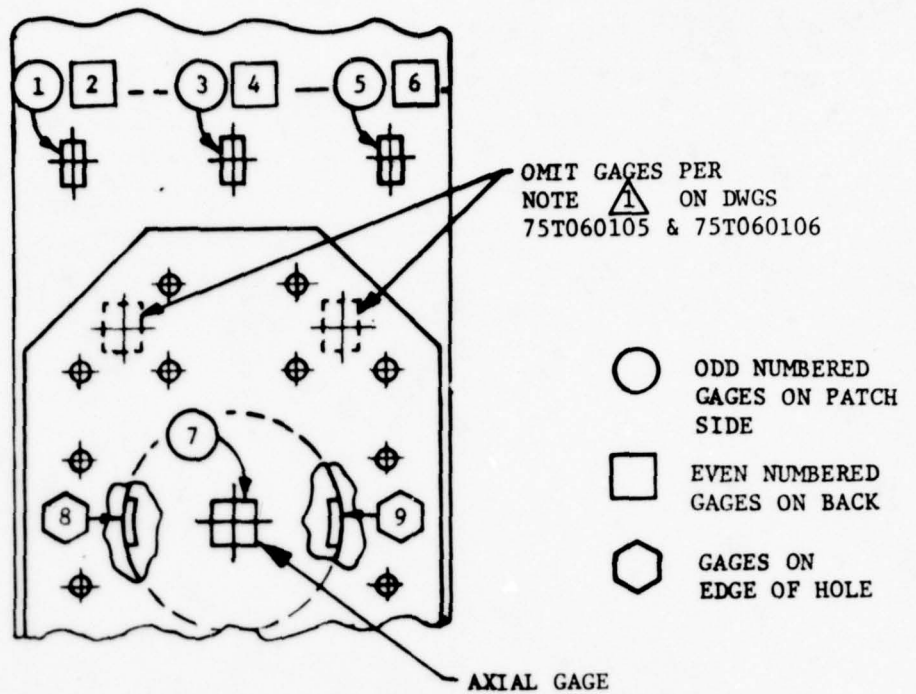 1 2 3 4 5 6
OMIT GAGES PER
NOTE 1 ON DWGS
75T060105 & 75T060106
7
8 9
ODD NUMBERED
GAGES ON PATCH
SIDE
EVEN NUMBERED
GAGES ON BACK
GAGES ON
EDGE OF HOLE
AXIAL GAGE